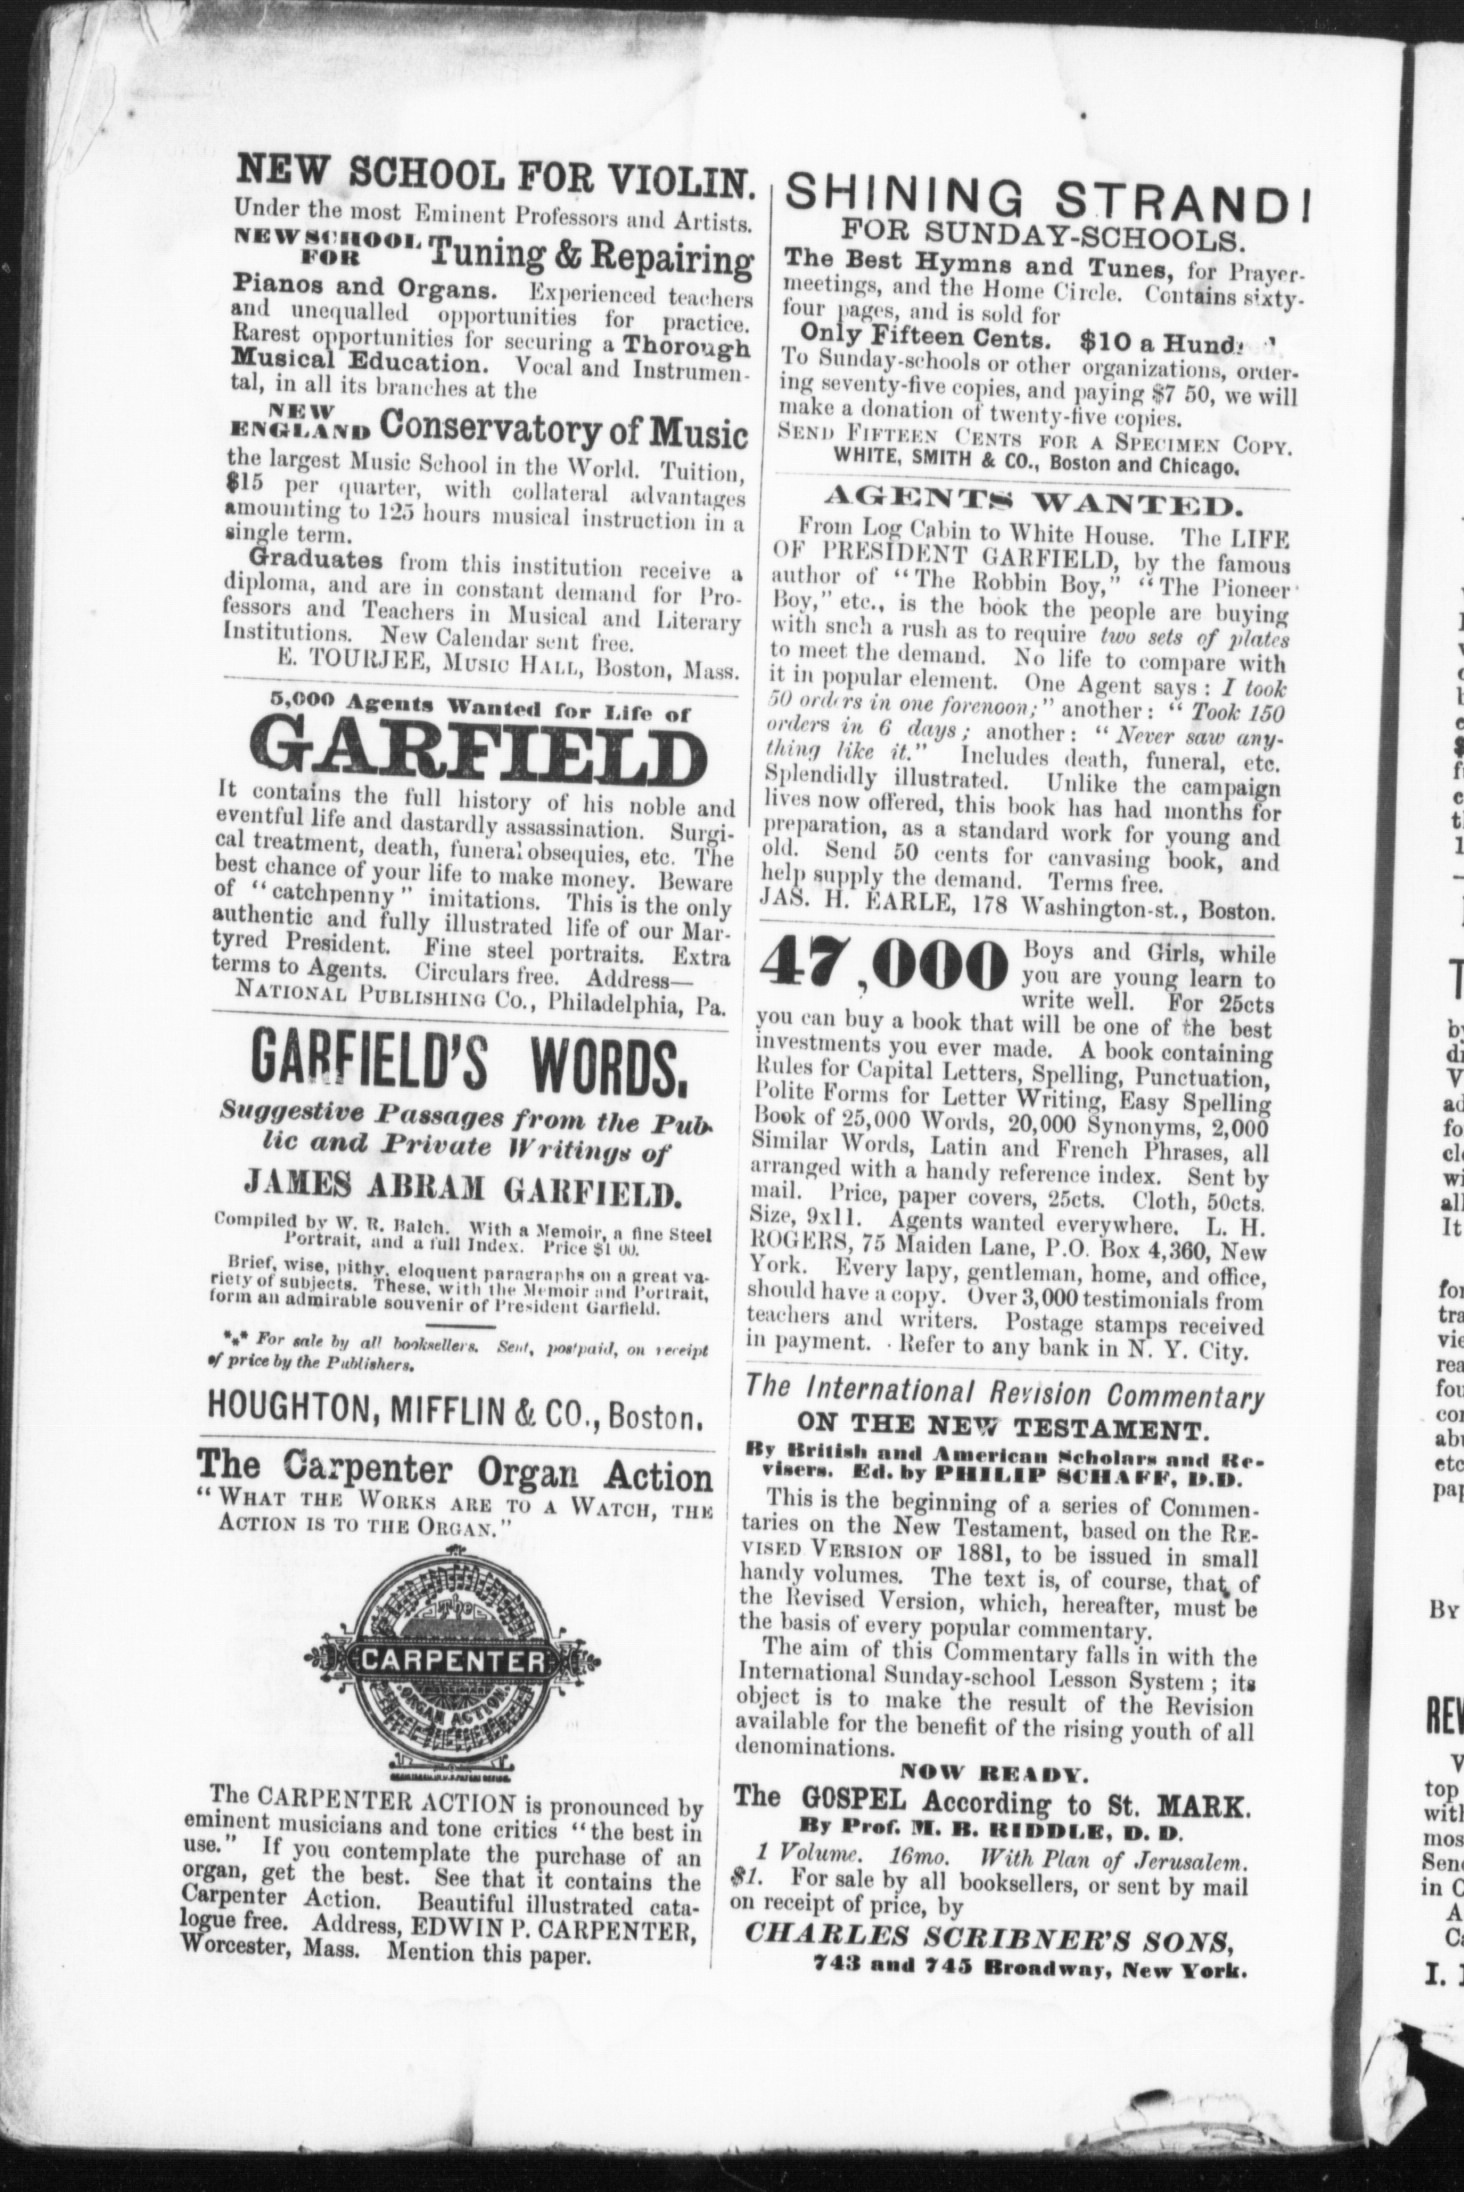 NEW SCHOOL FOR VIOLIN.
Under the most Eminent Professors and Artists.
NEW SCHOOL FOR Tuning & Repairing
Pianos and Organs. Experienced teachers
and unequalled opportunities for practice.
Rarest opportunities for securing a Thorough
Musical Education. Vocal and Instrumen-
tal, in all its branches at the
NEW ENGLAND Conservatory of Music
the largest Music School in the World. Tuition,
$15 per quarter, with collateral advantages
amounting to 125 hours musical instruction in a
single term.
Graduates from this institution receive a
diploma, and are in constant demand for Pro-
fessors and Teachers in Musical and Literary
Institutions. New Calendar sent free.
E. TOURJEE, MUSIC HALL, Boston, Mass.
5,000 Agents Wanted for Life of
GARFIELD
It contains the full history of his noble and
eventful life and dastardly assassination. Surgi-
cal treatment, death, funeral obsequies, etc. The
best chance of your life to make money. Beware
of "catchpenny" imitations. This is the only
authentic and fully illustrated life of our Mar-
tyred President. Fine steel portraits. Extra
terms to Agents. Circulars free. Address—
NATIONAL PUBLISHING CO., Philadelphia, Pa.
GARFIELD'S WORDS.
Suggestive Passages from the Pub-
lic and Private Writings of
JAMES ABRAM GARFIELD.
Compiled by W. R. Balch. With a Memoir, a fine Steel
Portrait, and a full Index. Price $1 00.
Brief, wise, pithy, eloquent paragraphs on a great va-
riety of subjects. These, with the Memoir and Portrait,
form an admirable souvenir of President Garfield.
*** For sale by all booksellers. Sent, postpaid, on receipt
of price by the Publishers.
HOUGHTON, MIFFLIN & CO., Boston.
The Carpenter Organ Action
"WHAT THE WORKS ARE TO A WATCH, THE
ACTION IS TO THE ORGAN."
The
CARPENTER
ORGAN ACTION.
The CARPENTER ACTION is pronounced by
eminent musicians and tone critics "the best in
use." If you contemplate the purchase of an
organ, get the best. See that it contains the
Carpenter Action. Beautiful illustrated cata-
logue free. Address, EDWIN P. CARPENTER,
Worcester, Mass. Mention this paper.
SHINING STRAND!
FOR SUNDAY-SCHOOLS.
The Best Hymns and Tunes, for Prayer-
meetings, and the Home Circle. Contains sixty-
four pages, and is sold for
Only Fifteen Cents. $10 a Hund
To Sunday-schools or other organizations, order-
ing seventy-five copies, and paying $7 50, we will
make a donation of twenty-five copies.
SEND FIFTEEN CENTS FOR A SPECIMEN COPY.
WHITE, SMITH & CO., Boston and Chicago.
AGENTS WANTED.
From Log Cabin to White House. The LIFE
OF PRESIDENT GARFIELD, by the famous
author of "The Robbin Boy," "The Pioneer
Boy," etc., is the book the people are buying
with snch a rush as to require two sets of plates
to meet the demand. No life to compare with
it in popular element. One Agent says: I took
50 orders in one forenoon;" another: "Took 150
orders in 6 days; another: "Never saw any-
thing like it." Includes death, funeral, etc.
Splendidly illustrated. Unlike the campaign
lives now offered, this book has had months for
preparation, as a standard work for young and
old. Send 50 cents for canvasing book, and
help supply the demand. Terms free.
JAS. H. EARLE, 178 Washington-st., Boston.
47,000 Boys and Girls, while
you are young learn to
write well. For 25cts
you can buy a book that will be one of the best
investments you ever made. A book containing
Rules for Capital Letters, Spelling, Punctuation,
Polite Forms for Letter Writing, Easy Spelling
Book of 25,000 Words, 20,000 Synonyms, 2,000
Similar Words, Latin and French Phrases, all
arranged with a handy reference index. Sent by
mail. Price, paper covers, 25cts. Cloth, 50cts.
Size, 9x11. Agents wanted everywhere. L. H.
ROGERS, 75 Maiden Lane, P.O. Box 4,360, New
York. Every lapy, gentleman, home, and office,
should have a copy. Over 3,000 testimonials from
teachers and writers. Postage stamps received
in payment. Refer to any bank in N. Y. City.
The International Revision Commentary
ON THE NEW TESTAMENT.
By British and American Scholars and Re-
visers. Ed. by PHILIP SCHAFF, D.D.
This is the beginning of a series of Commen-
taries on the New Testament, based on the RE-
VISED VERSION OF 1881, to be issued in small
handy volumes. The text is, of course, that of
the Revised Version, which, hereafter, must be
the basis of every popular commentary.
The aim of this Commentary falls in with the
International Sunday-school Lesson System; its
object is to make the result of the Revision
available for the benefit of the rising youth of all
denominations.
NOW READY.
The GOSPEL According to St. MARK.
By Prof. M. B. RIDDLE, D. D.
1 Volume. 16mo. With Plan of Jerusalem.
$1. For sale by all booksellers, or sent by mail
on receipt of price, by
CHARLES SCRIBNER'S SONS,
743 and 745 Broadway, New York.